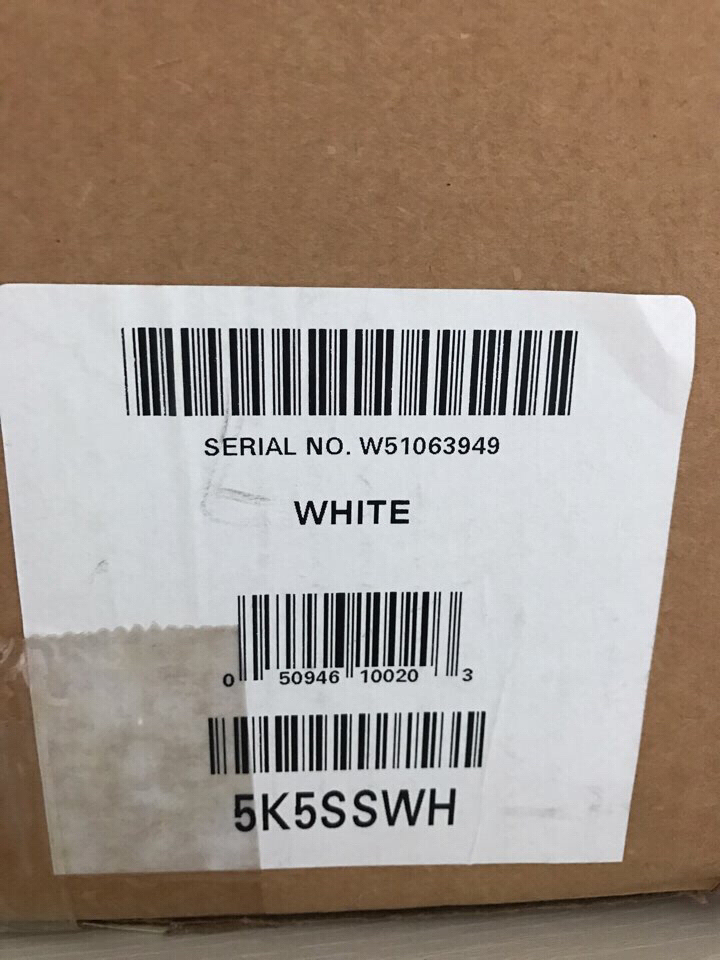 SERIAL NO. W51063949
WHITE
0 50946 10020 3
5K5SSWH